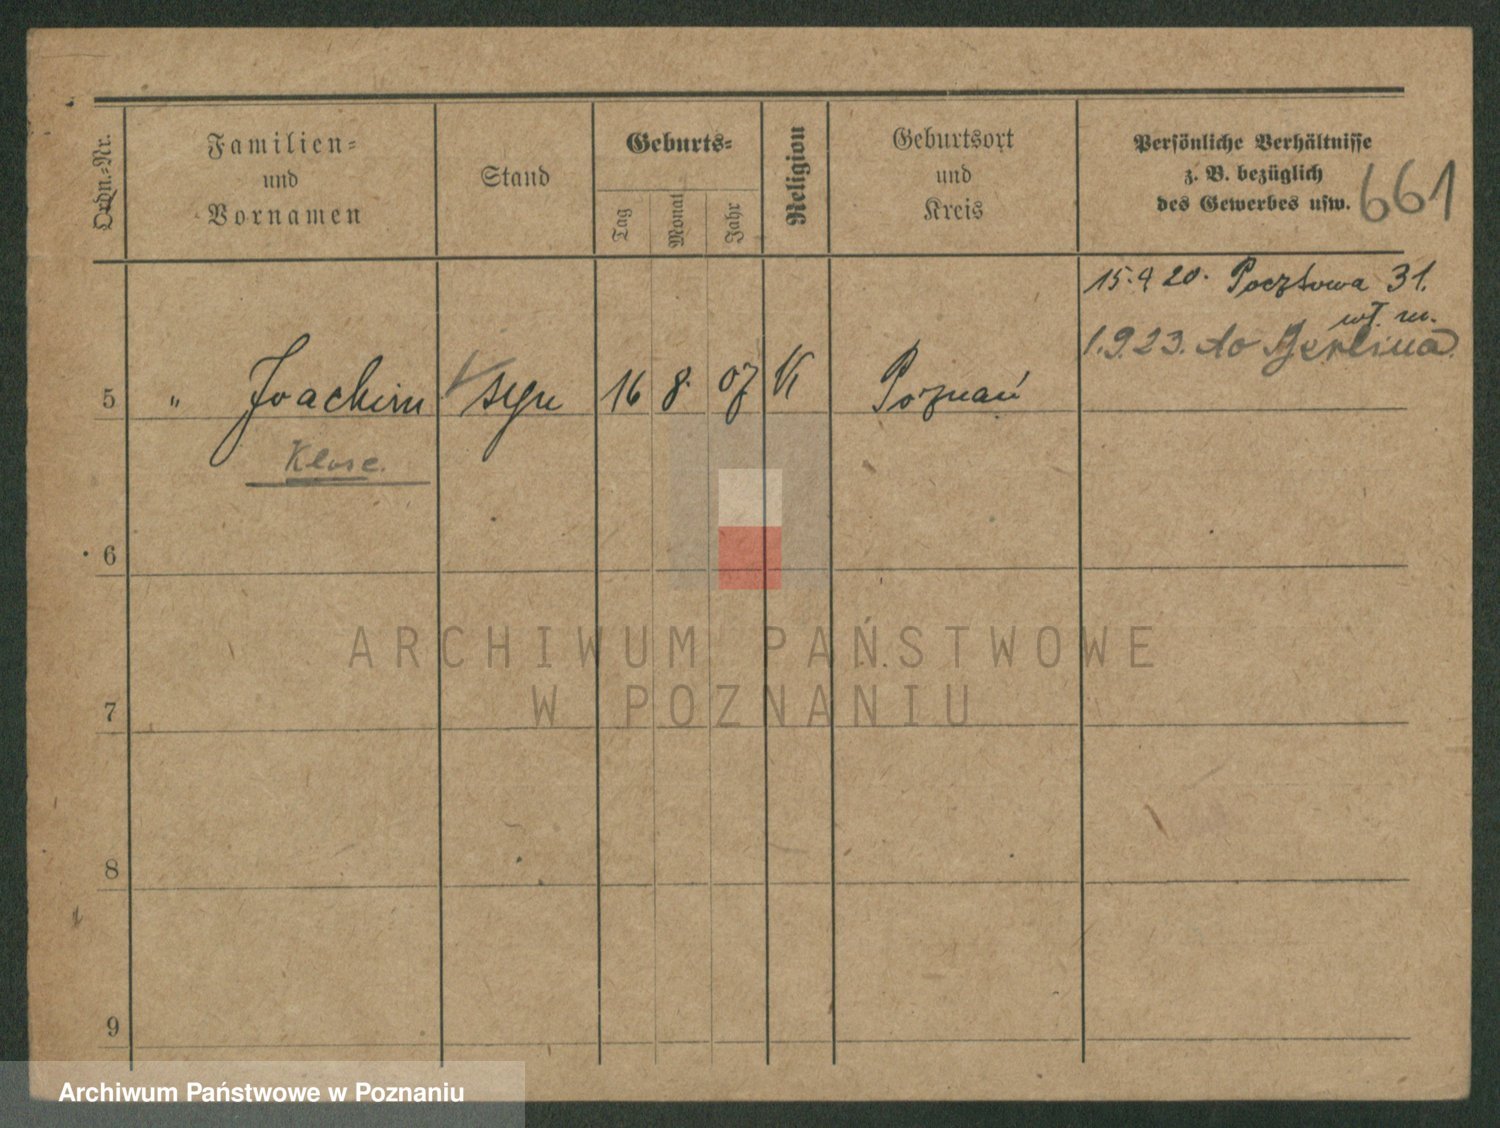 Ordn.-Nr.
Familien-
und
Vornamen
Stand
Geburts-
Tag
Monat
Jahr
Religion
Geburtsort
und
Kreis
Persönliche Verhältnisse
z. B. bezüglich
des Gewerbes usw.
661
15.9 20. Pocztowa 31.
wł. m.
1.9.23. do Berlina
5 " Joachim syn 16 8. 07 K Poznań
Klose.
6
7
8
9
ARCHIWUM PAŃSTWOWE
W POZNANIU
Archiwum Państwowe w Poznaniu